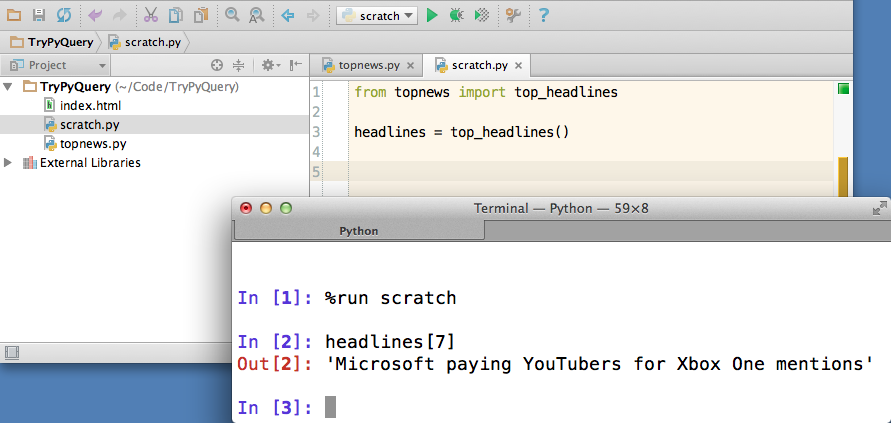 scratch
TryPyQuery
scratch.py
Project
topnews.py
scratch.py
TryPyQuery (~/Code/TryPyQuery)
index.html
scratch.py
topnews.py
External Libraries
1 from topnews import top_headlines
2
3 headlines = top_headlines()
4
5
Terminal — Python — 59×8
Python
In [1]: %run scratch
In [2]: headlines[7]
Out[2]: 'Microsoft paying YouTubers for Xbox One mentions'
In [3]: